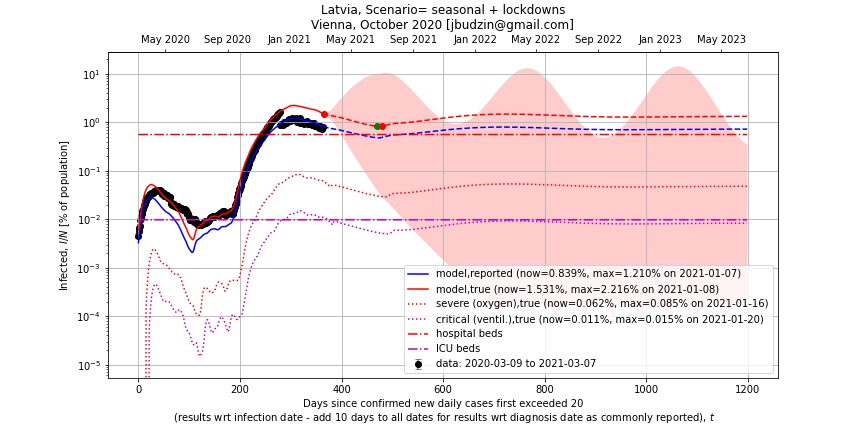 Latvia, Scenario= seasonal + lockdowns
Vienna, October 2020 [jbudzin@gmail.com]
May 2020 Sep 2020 Jan 2021 May 2021 Sep 2021 Jan 2022 May 2022 Sep 2022 Jan 2023 May 2023
Infected, I/N [% of population]
10¹
10⁰
10⁻¹
10⁻²
10⁻³
10⁻⁴
10⁻⁵
model,reported (now=0.839%, max=1.210% on 2021-01-07)
model,true (now=1.531%, max=2.216% on 2021-01-08)
severe (oxygen),true (now=0.062%, max=0.085% on 2021-01-16)
critical (ventil.),true (now=0.011%, max=0.015% on 2021-01-20)
hospital beds
ICU beds
data: 2020-03-09 to 2021-03-07
0 200 400 600 800 1000 1200
Days since confirmed new daily cases first exceeded 20
(results wrt infection date - add 10 days to all dates for results wrt diagnosis date as commonly reported), t